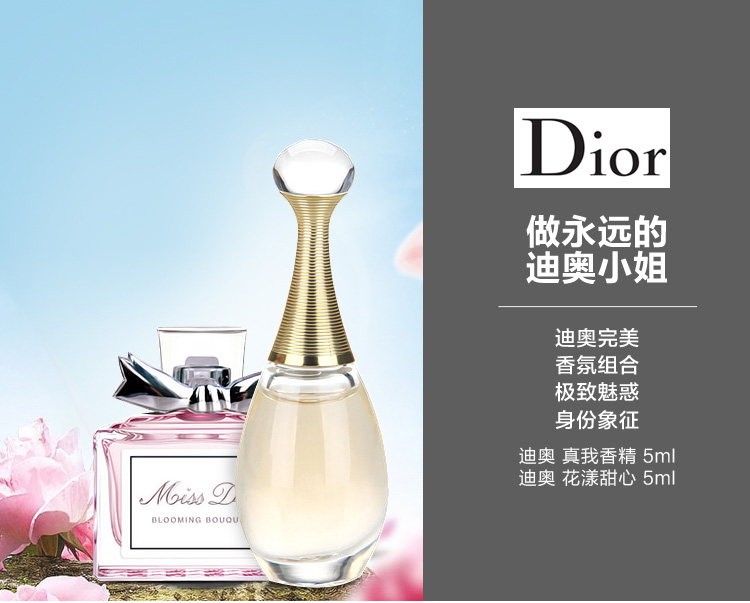 Dior
做永远的
迪奥小姐
迪奥完美
香氛组合
极致魅惑
身份象征
迪奥 真我香精 5ml
迪奥 花漾甜心 5ml
Miss
BLOOMING